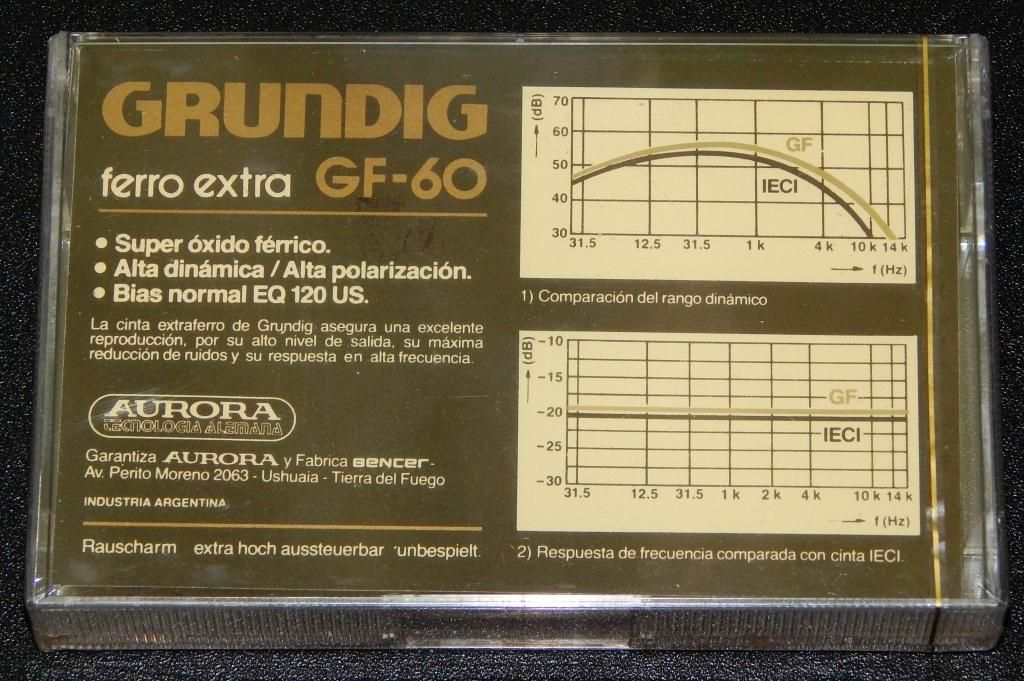 GRUNDIG
ferro extra GF-60
• Super óxido férrico.
• Alta dinámica / Alta polarización.
• Bias normal EQ 120 US.
La cinta extraferro de Grundig asegura una excelente
reproducción, por su alto nivel de salida, su máxima
reducción de ruidos y su respuesta en alta frecuencia.
AURORA
TECNOLOGIA ALEMANA
Garantiza AURORA y Fabrica BENCER-
Av. Perito Moreno 2063 - Ushuaia - Tierra del Fuego
INDUSTRIA ARGENTINA
Rauscharm extra hoch aussteuerbar unbespielt.
(dB)
70
60
50
40
30
GF
IECI
31.5 12.5 31.5 1 k 4 k 10 k 14 k
f (Hz)
1) Comparación del rango dinámico
(dB)
-10
-15
-20
-25
-30
GF
IECI
31.5 12.5 31.5 1 k 2 k 4 k 10 k 14 k
f (Hz)
2) Respuesta de frecuencia comparada con cinta IECI.